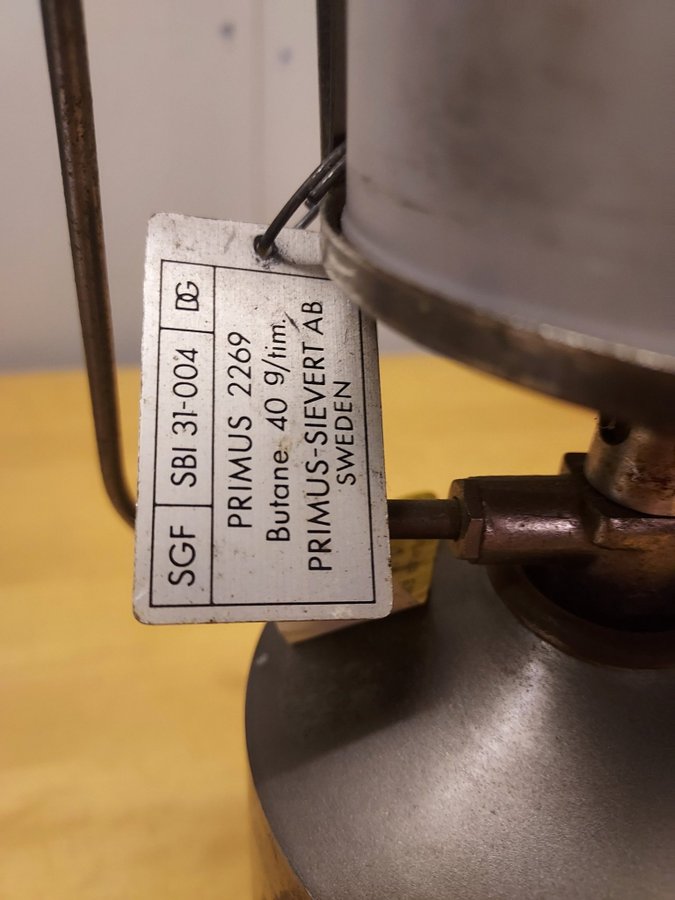 SGF SBI 31-004 DG
PRIMUS 2269
Butane. 40 g/tim.
PRIMUS-SIEVERT AB
SWEDEN